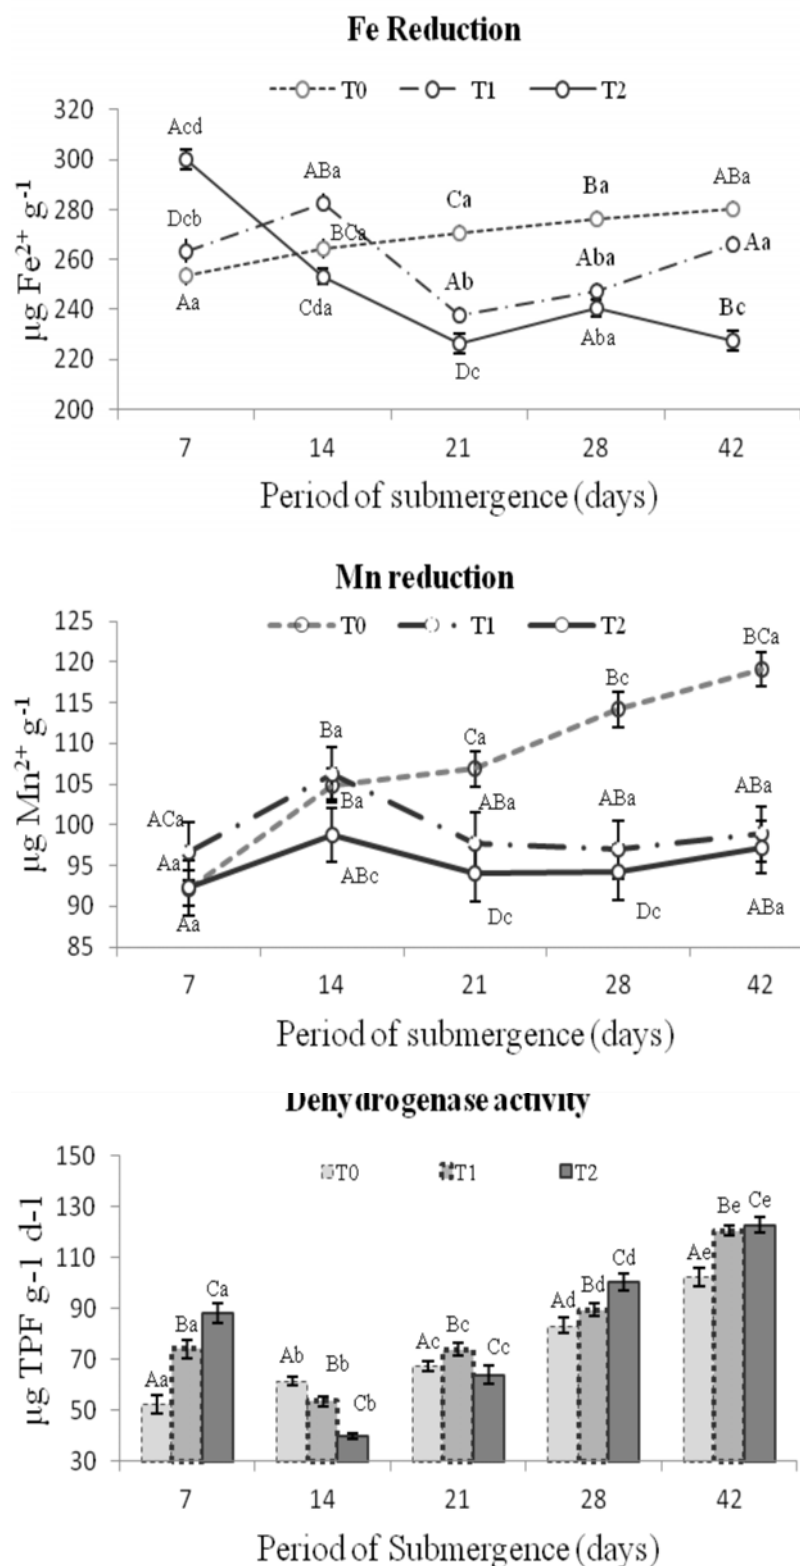 Fe Reduction
T0 T1 T2
320
300
280
260
240
220
200
µg Fe²⁺ g⁻¹
Acd
ABa
Dcb
BCa
Ca
Ba
ABa
Aa
Cda
Ab
Aba
Aa
Dc
Aba
Bc
7 14 21 28 42
Period of submergence (days)
Mn reduction
T0 T1 T2
125
120
115
110
105
100
95
90
85
µg Mn²⁺ g⁻¹
BCa
Bc
Ba
Ca
ACa
Ba
ABa
ABa
ABa
Aa
ABc
Aa
Dc
Dc
ABa
7 14 21 28 42
Period of submergence (days)
Dehydrogenase activity
150
130
110
90
70
50
30
µg TPF g-1 d-1
T0 T1 T2
Aa
Ba
Ca
Ab
Bb
Cb
Ac
Bc
Cc
Ad
Bd
Cd
Ae
Be
Ce
7 14 21 28 42
Period of Submergence (days)